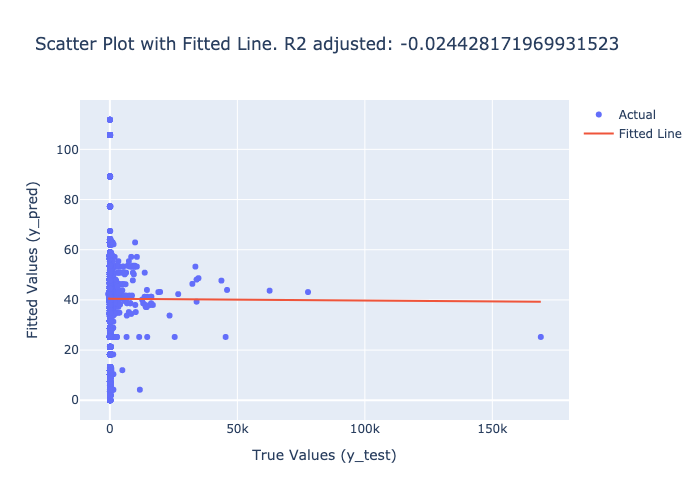 Scatter Plot with Fitted Line. R2 adjusted: -0.024428171969931523
Actual
Fitted Line
100
80
60
40
20
0
Fitted Values (y_pred)
0
50k
100k
150k
True Values (y_test)